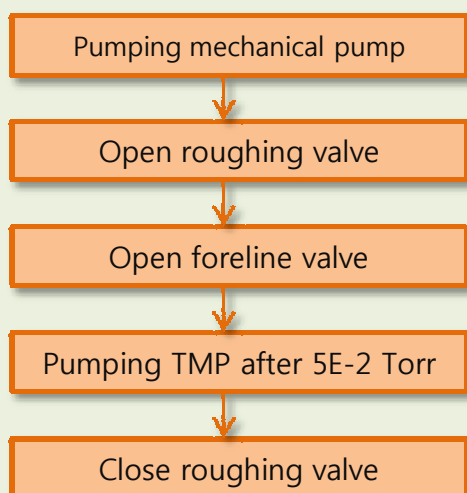 Pumping mechanical pump
Open roughing valve
Open foreline valve
Pumping TMP after 5E-2 Torr
Close roughing valve